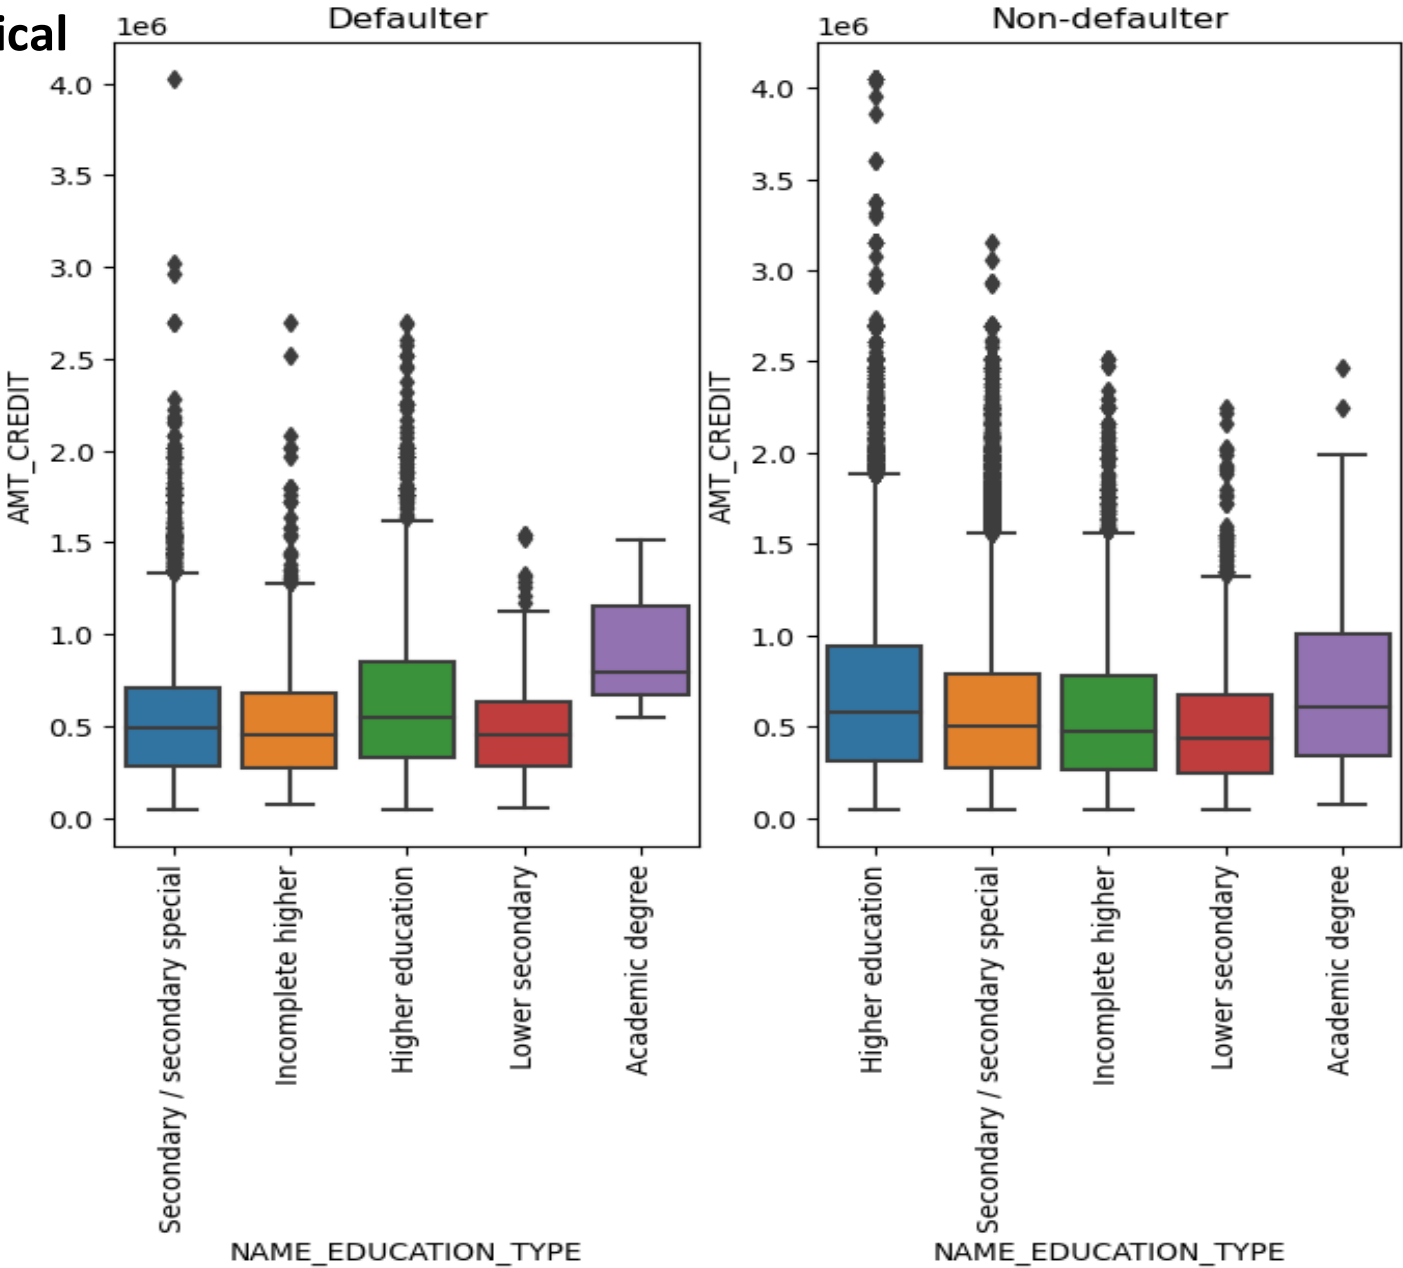 ical
Defaulter
1e6
AMT_CREDIT
4.0
3.5
3.0
2.5
2.0
1.5
1.0
0.5
0.0
Secondary / secondary special
Incomplete higher
Higher education
Lower secondary
Academic degree
NAME_EDUCATION_TYPE
Non-defaulter
1e6
AMT_CREDIT
4.0
3.5
3.0
2.5
2.0
1.5
1.0
0.5
0.0
Higher education
Secondary / secondary special
Incomplete higher
Lower secondary
Academic degree
NAME_EDUCATION_TYPE